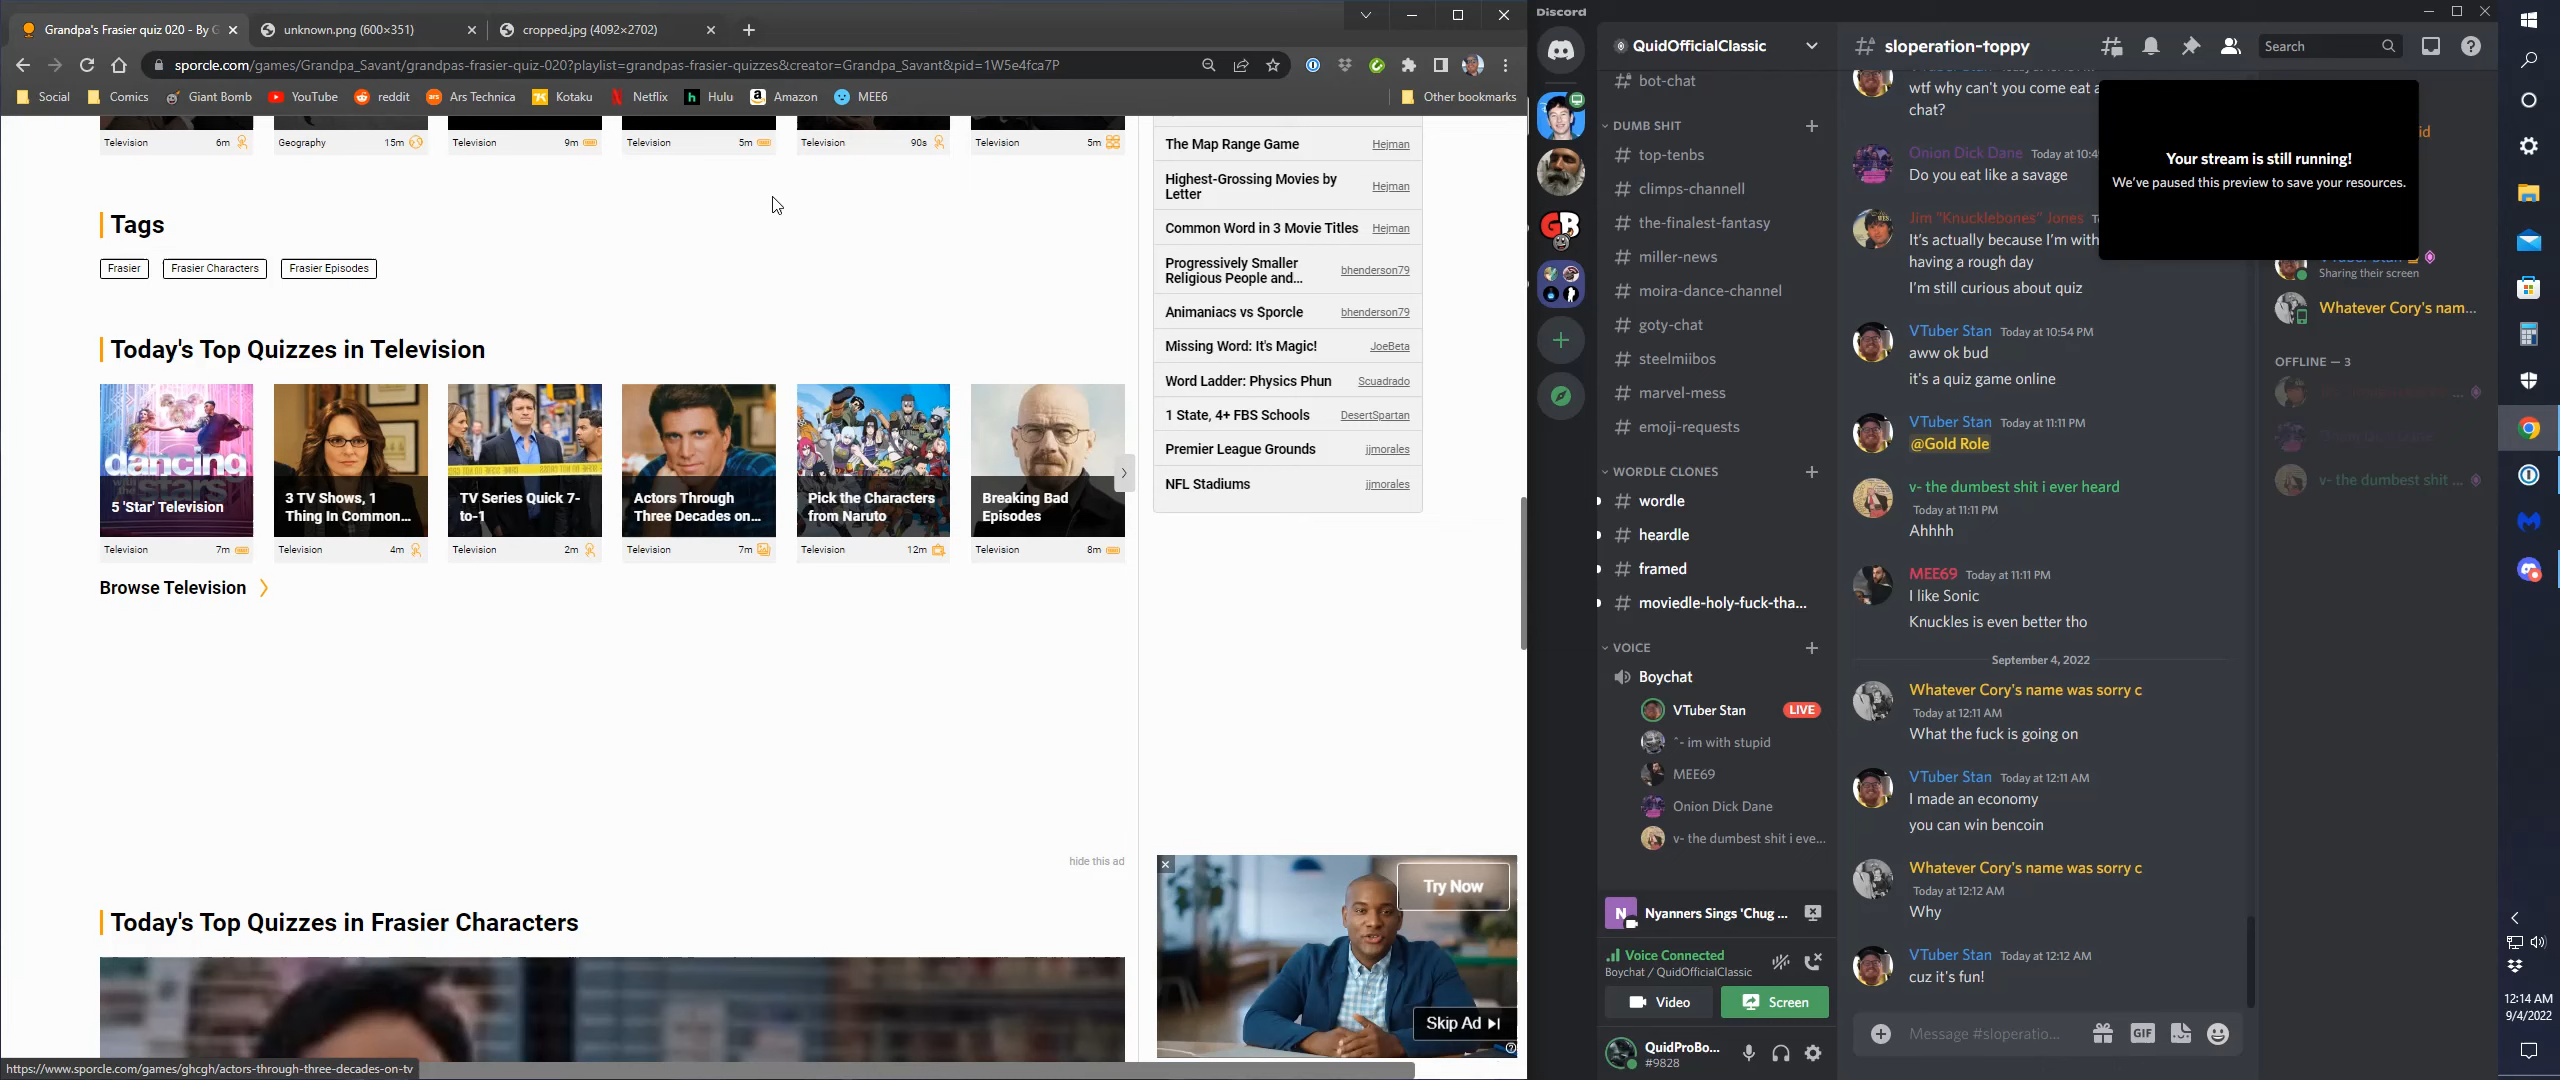 Grandpa's Frasier quiz 020 - By G
unknown.png (600×351)
cropped.jpg (4092×2702)
sporcle.com/games/Grandpa_Savant/grandpas-frasier-quiz-020?playlist=grandpas-frasier-quizzes&creator=Grandpa_Savant&pid=1W5e4fca7P
Social
Comics
Giant Bomb
YouTube
reddit
Ars Technica
Kotaku
Netflix
Hulu
Amazon
MEE6
Other bookmarks
Television 6m
Geography 15m
Television 9m
Television 5m
Television 90s
Television 5m
Tags
Frasier
Frasier Characters
Frasier Episodes
Today's Top Quizzes in Television
dancing
with the
stars
5 'Star' Television
3 TV Shows, 1
Thing In Common...
TV Series Quick 7-
to-1
Actors Through
Three Decades on...
Pick the Characters
from Naruto
Breaking Bad
Episodes
Television 7m
Television 4m
Television 2m
Television 7m
Television 12m
Television 8m
Browse Television
hide this ad
Today's Top Quizzes in Frasier Characters
https://www.sporcle.com/games/ghcgh/actors-through-three-decades-on-tv
The Map Range Game Hejman
Highest-Grossing Movies by
Letter Hejman
Common Word in 3 Movie Titles Hejman
Progressively Smaller
Religious People and... bhenderson79
Animaniacs vs Sporcle bhenderson79
Missing Word: It's Magic! JoeBeta
Word Ladder: Physics Phun Scuadrado
1 State, 4+ FBS Schools DesertSpartan
Premier League Grounds jjmorales
NFL Stadiums jjmorales
Try Now
Skip Ad
Discord
GB
QuidOfficialClassic
bot-chat
DUMB SHIT
top-tenbs
climps-channell
the-finalest-fantasy
miller-news
moira-dance-channel
goty-chat
steelmiibos
marvel-mess
emoji-requests
WORDLE CLONES
wordle
heardle
framed
moviedle-holy-fuck-tha...
VOICE
Boychat
VTuber Stan LIVE
^- im with stupid
MEE69
Onion Dick Dane
v- the dumbest shit i eve...
N
Nyanners Sings 'Chug ...
Voice Connected
Boychat / QuidOfficialClassic
Video
Screen
QuidProBo...
#9828
sloperation-toppy
Search
wtf why can't you come eat a
chat?
Onion Dick Dane Today at 10:4
Do you eat like a savage
Jim "Knucklebones" Jones
It's actually because I'm with
having a rough day
I'm still curious about quiz
VTuber Stan Today at 10:54 PM
aww ok bud
it's a quiz game online
VTuber Stan Today at 11:11 PM
@Gold Role
v- the dumbest shit i ever heard
Today at 11:11 PM
Ahhhh
MEE69 Today at 11:11 PM
I like Sonic
Knuckles is even better tho
September 4, 2022
Whatever Cory's name was sorry c
Today at 12:11 AM
What the fuck is going on
VTuber Stan Today at 12:11 AM
I made an economy
you can win bencoin
Whatever Cory's name was sorry c
Today at 12:12 AM
Why
VTuber Stan Today at 12:12 AM
cuz it's fun!
Message #sloperatio...
GIF
Your stream is still running!
We've paused this preview to save your resources.
id
Sharing their screen
Whatever Cory's nam...
OFFLINE — 3
v- the dumbest shit ...
12:14 AM
9/4/2022